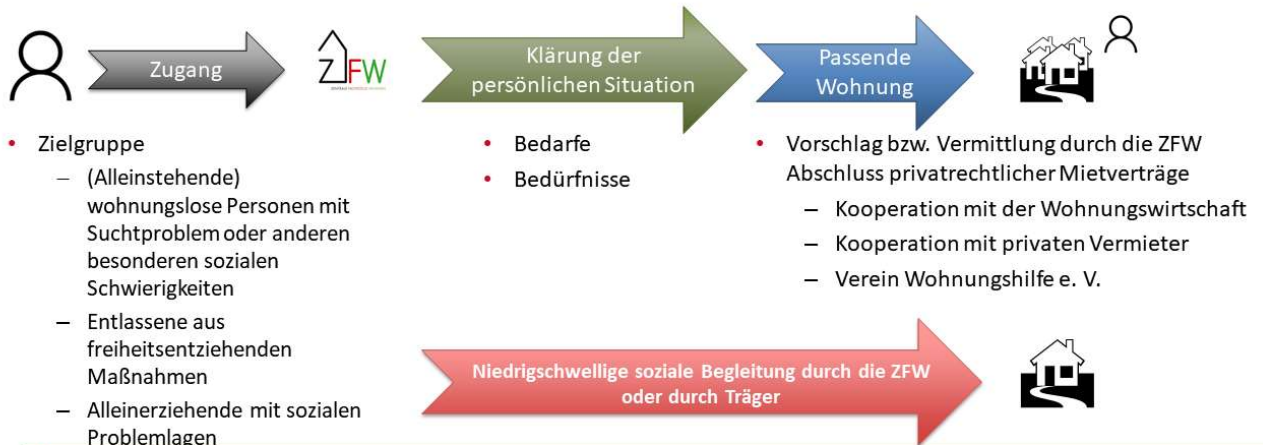 Zugang
ZFW
Klärung der
persönlichen Situation
Passende
Wohnung
• Zielgruppe
– (Alleinstehende)
wohnungslose Personen mit
Suchtproblem oder anderen
besonderen sozialen
Schwierigkeiten
– Entlassene aus
freiheitsentziehenden
Maßnahmen
– Alleinerziehende mit sozialen
Problemlagen
• Bedarfe
• Bedürfnisse
• Vorschlag bzw. Vermittlung durch die ZFW
Abschluss privatrechtlicher Mietverträge
– Kooperation mit der Wohnungswirtschaft
– Kooperation mit privaten Vermieter
– Verein Wohnungshilfe e. V.
Niedrigschwellige soziale Begleitung durch die ZFW
oder durch Träger